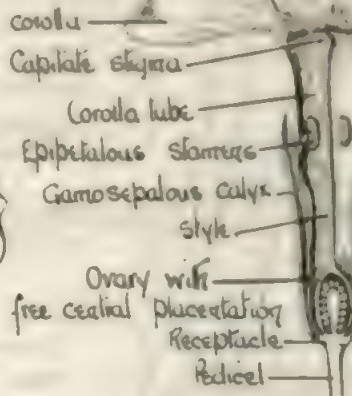 corolla
Capitate stigma
Corolla tube
Epipetalous stamens
Gamosepalous calyx
style
Ovary with
free central placentation
Receptacle
Pedicel